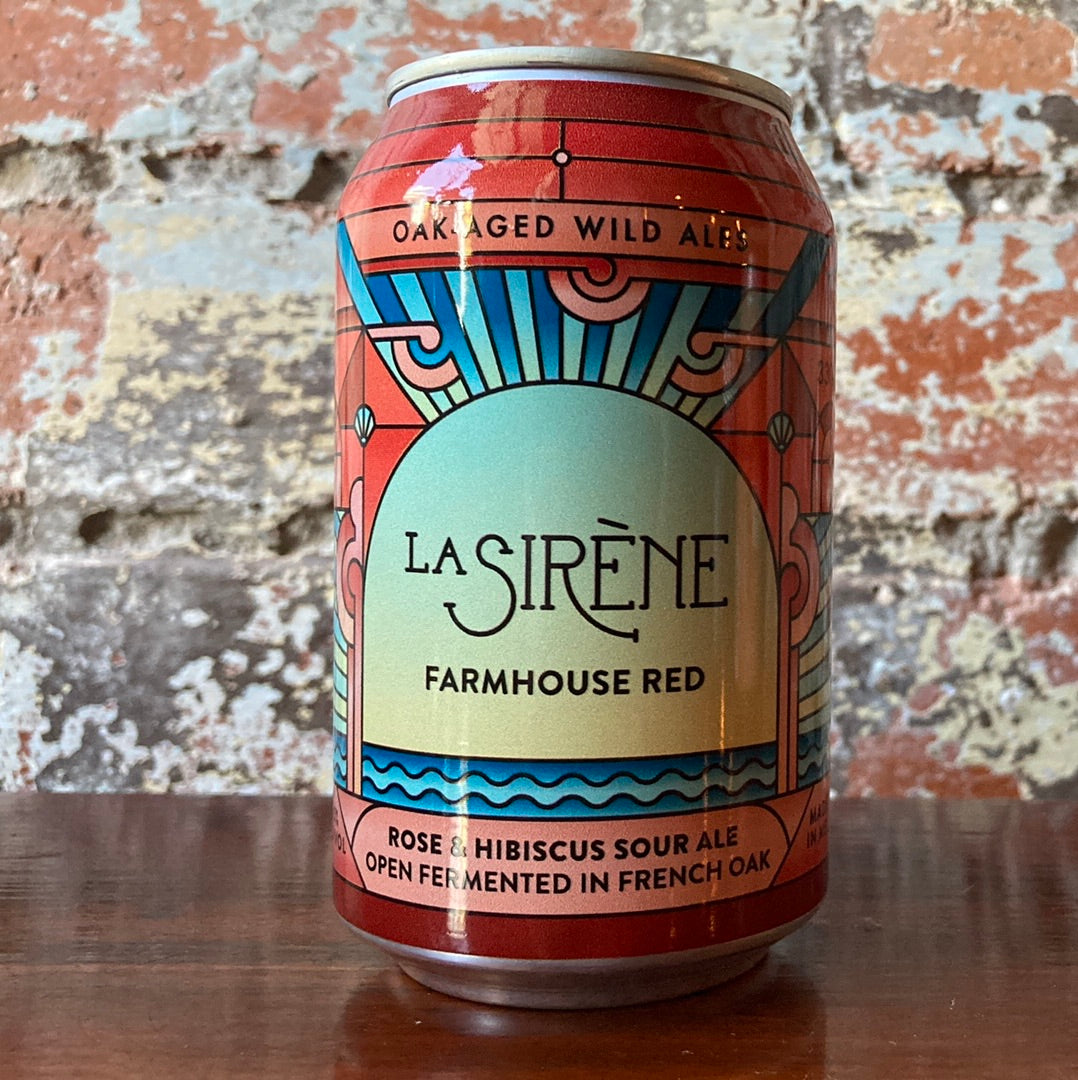 OAK-AGED WILD ALES
LA SIRÈNE
FARMHOUSE RED
ROSE & HIBISCUS SOUR ALE
OPEN FERMENTED IN FRENCH OAK